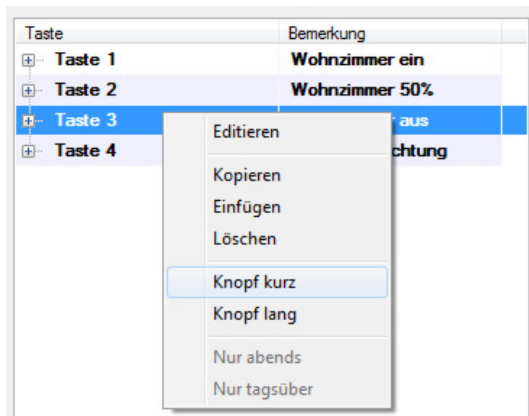 Taste Bemerkung
Taste 1 Wohnzimmer ein
Taste 2 Wohnzimmer 50%
Taste 3 aus
Taste 4
Editieren
Kopieren
Einfügen
Löschen
Knopf kurz
Knopf lang
Nur abends
Nur tagsüber